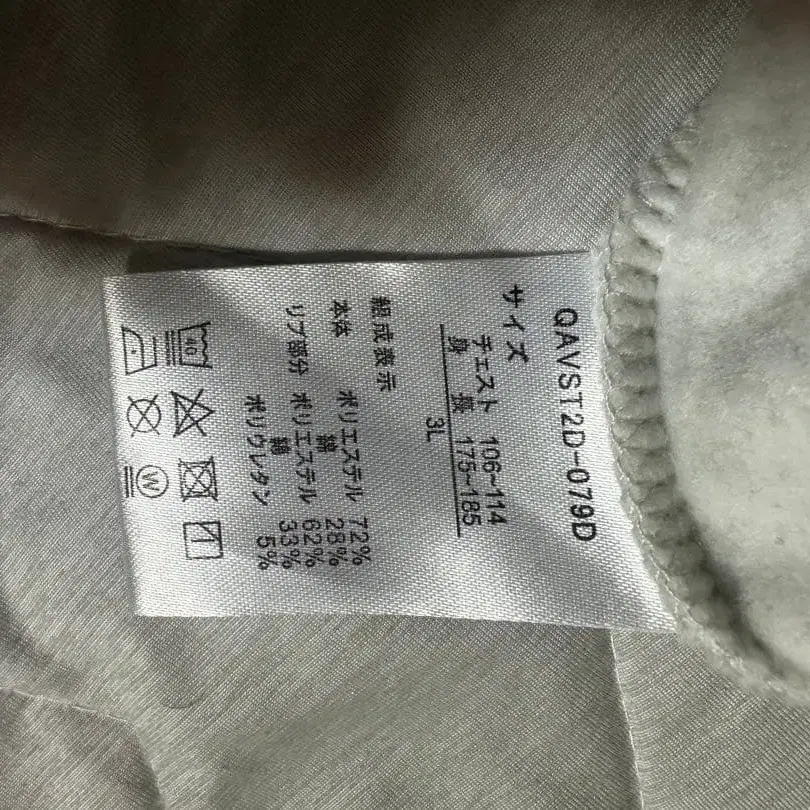 QAVST2D-079D
サイズ
チェスト 106~114
身長 175~185
3L
組成表示
本体 ポリエステル 72%
綿 28%
リブ部分 ポリエステル 62%
綿 33%
ポリウレタン 5%
40
W